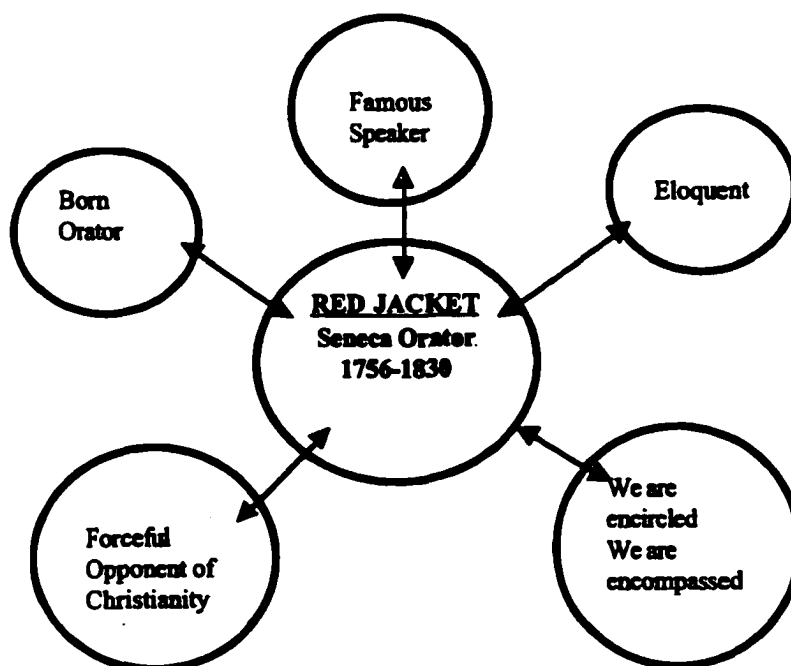 Famous
Speaker
Born
Orator
Eloquent
RED JACKET
Seneca Orator.
1756-1830
Forceful
Opponent of
Christianity
We are
encircled
We are
encompassed